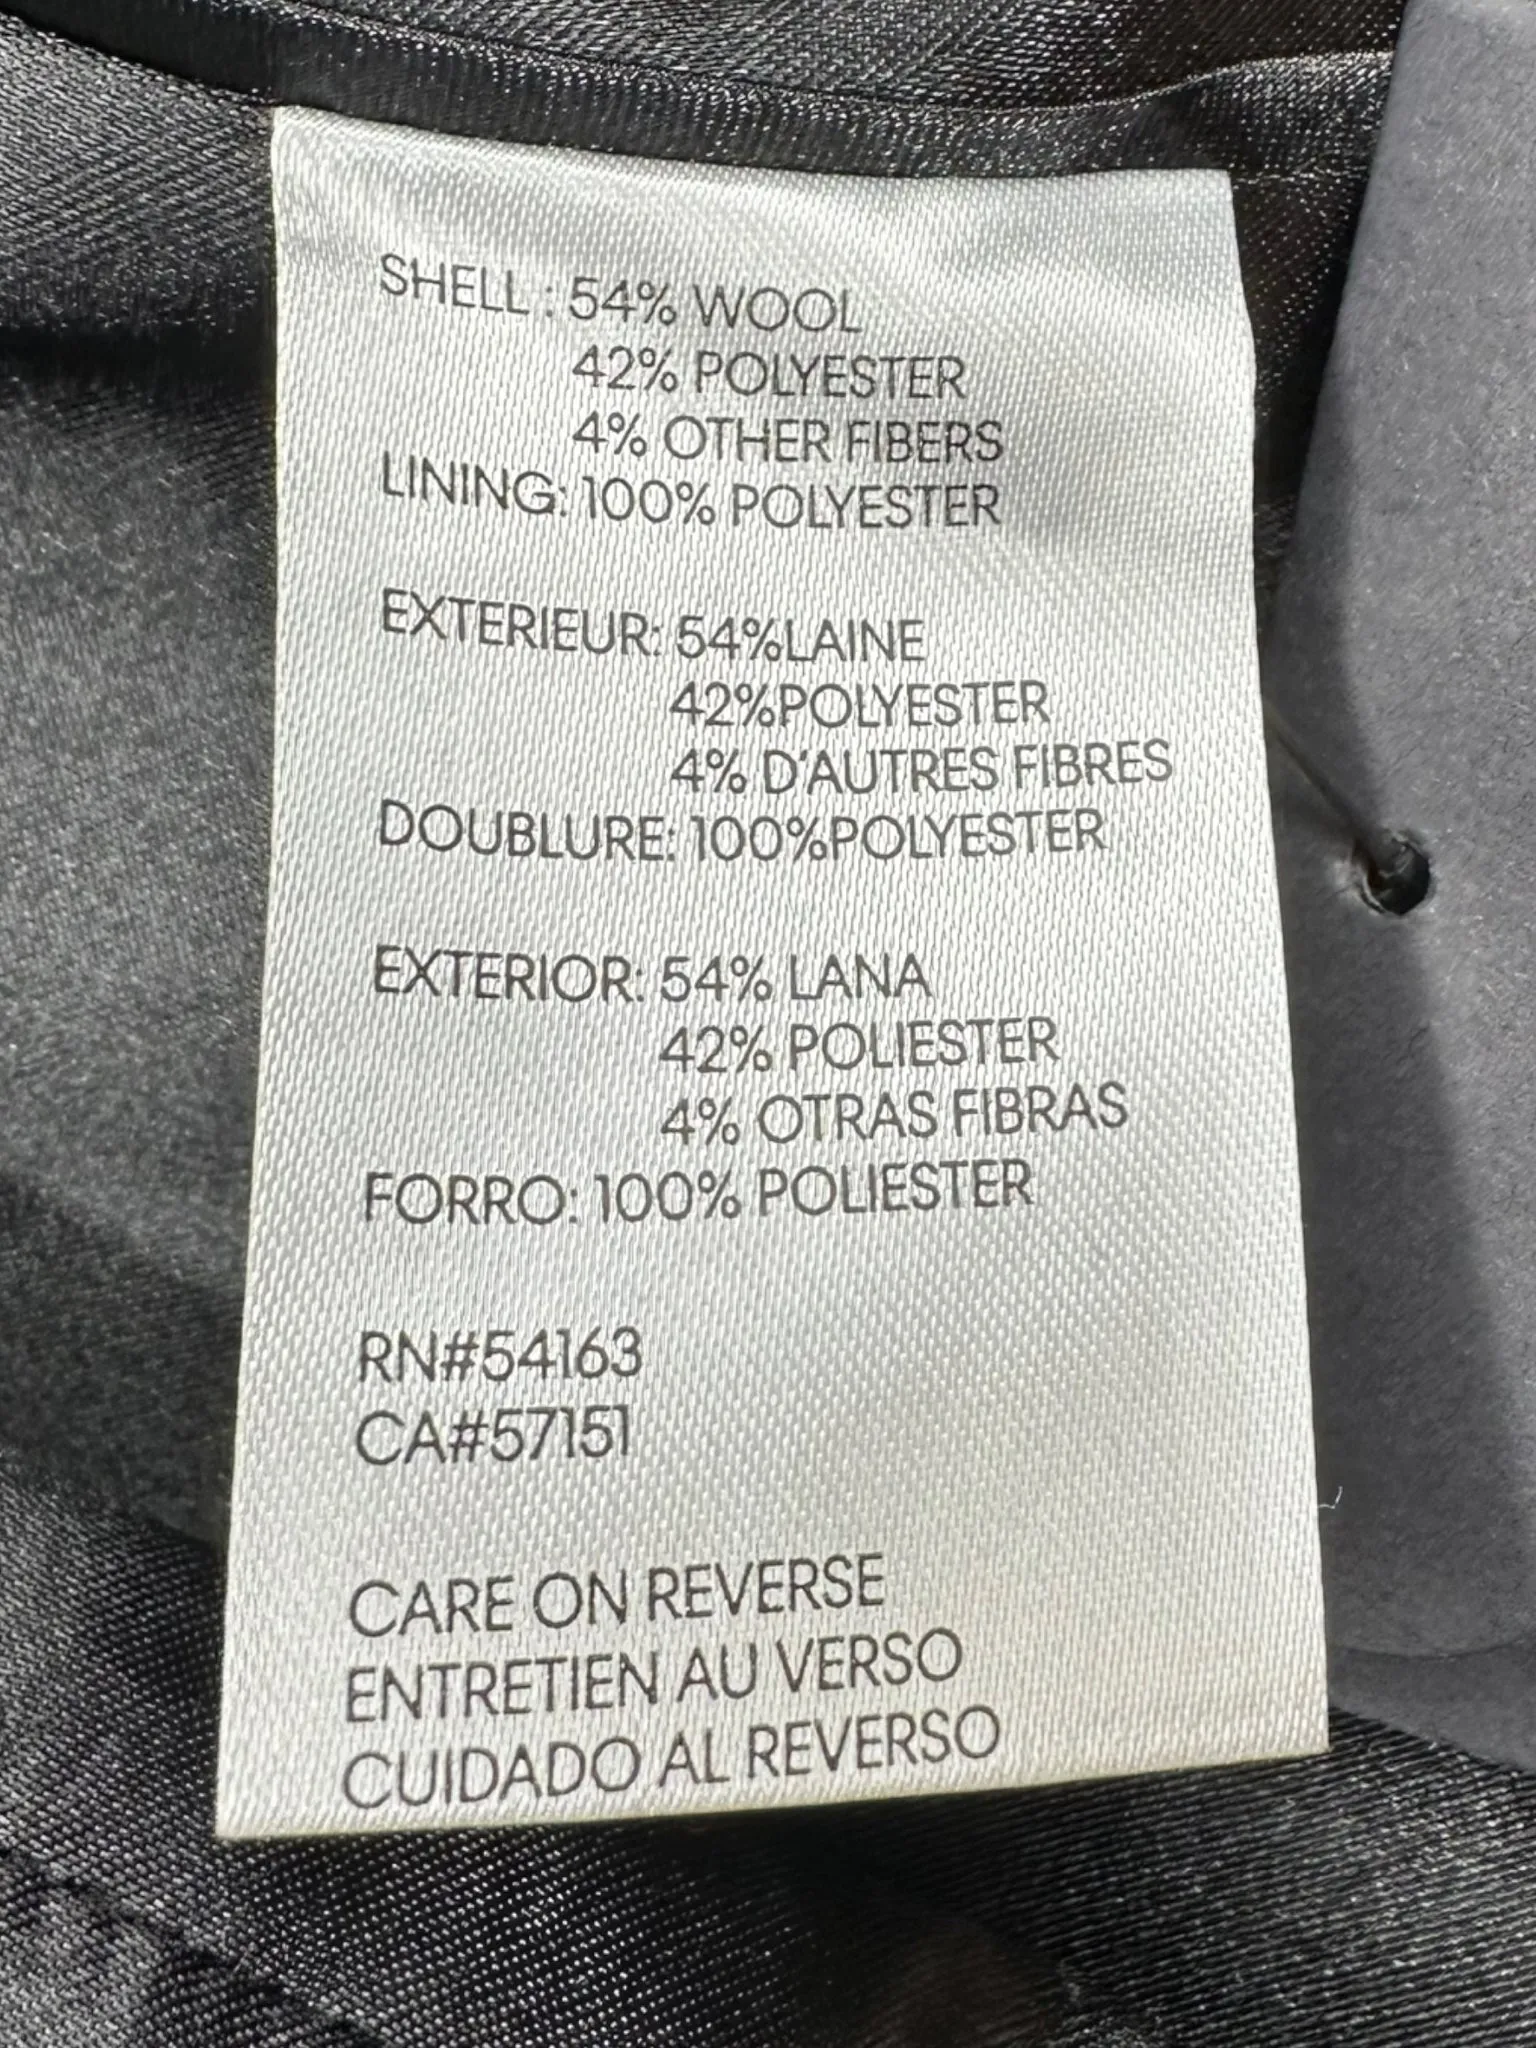 SHELL : 54% WOOL
42% POLYESTER
4% OTHER FIBERS
LINING: 100% POLYESTER
EXTERIEUR: 54%LAINE
42%POLYESTER
4% D'AUTRES FIBRES
DOUBLURE: 100%POLYESTER
EXTERIOR: 54% LANA
42% POLIESTER
4% OTRAS FIBRAS
FORRO: 100% POLIESTER
RN#54163
CA#57151
CARE ON REVERSE
ENTRETIEN AU VERSO
CUIDADO AL REVERSO